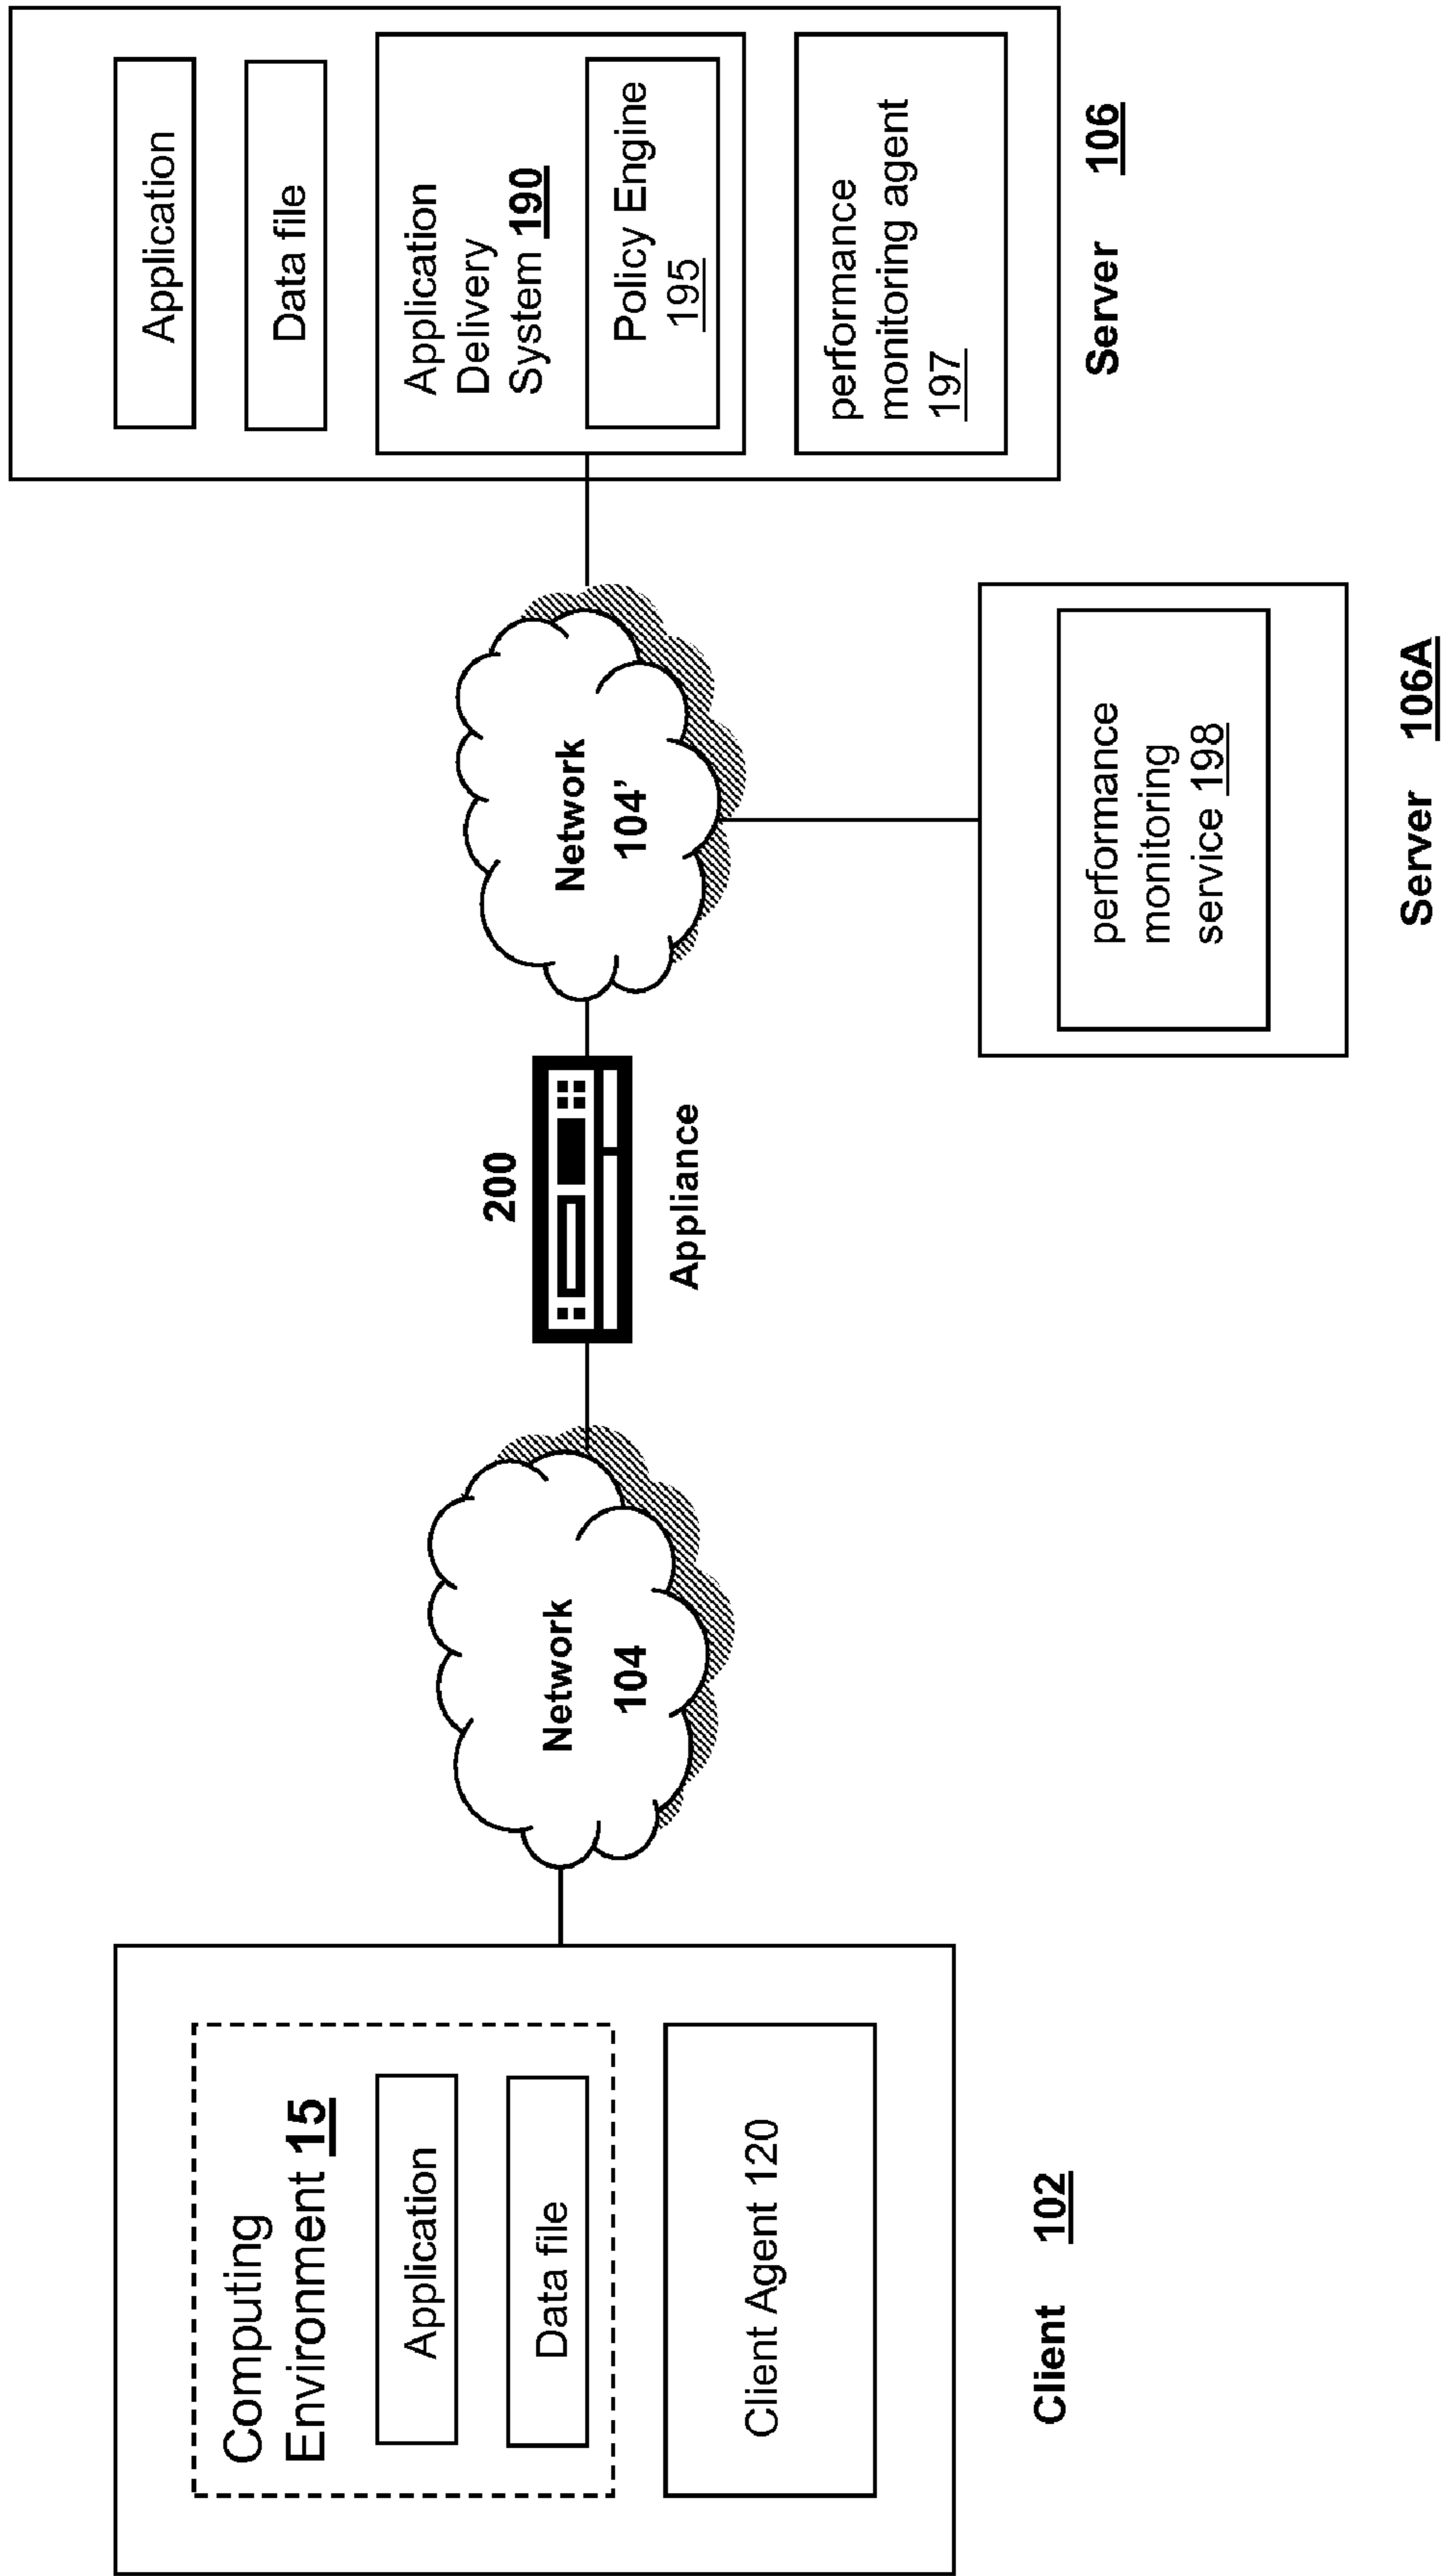 Computing
Environment 15
Application
Data file
Client Agent 120
Client 102
Network
104
200
Appliance
Network
104’
performance
monitoring
service 198
Server 106A
Application
Data file
Application
Delivery
System 190
Policy Engine
195
performance
monitoring agent
197
Server 106